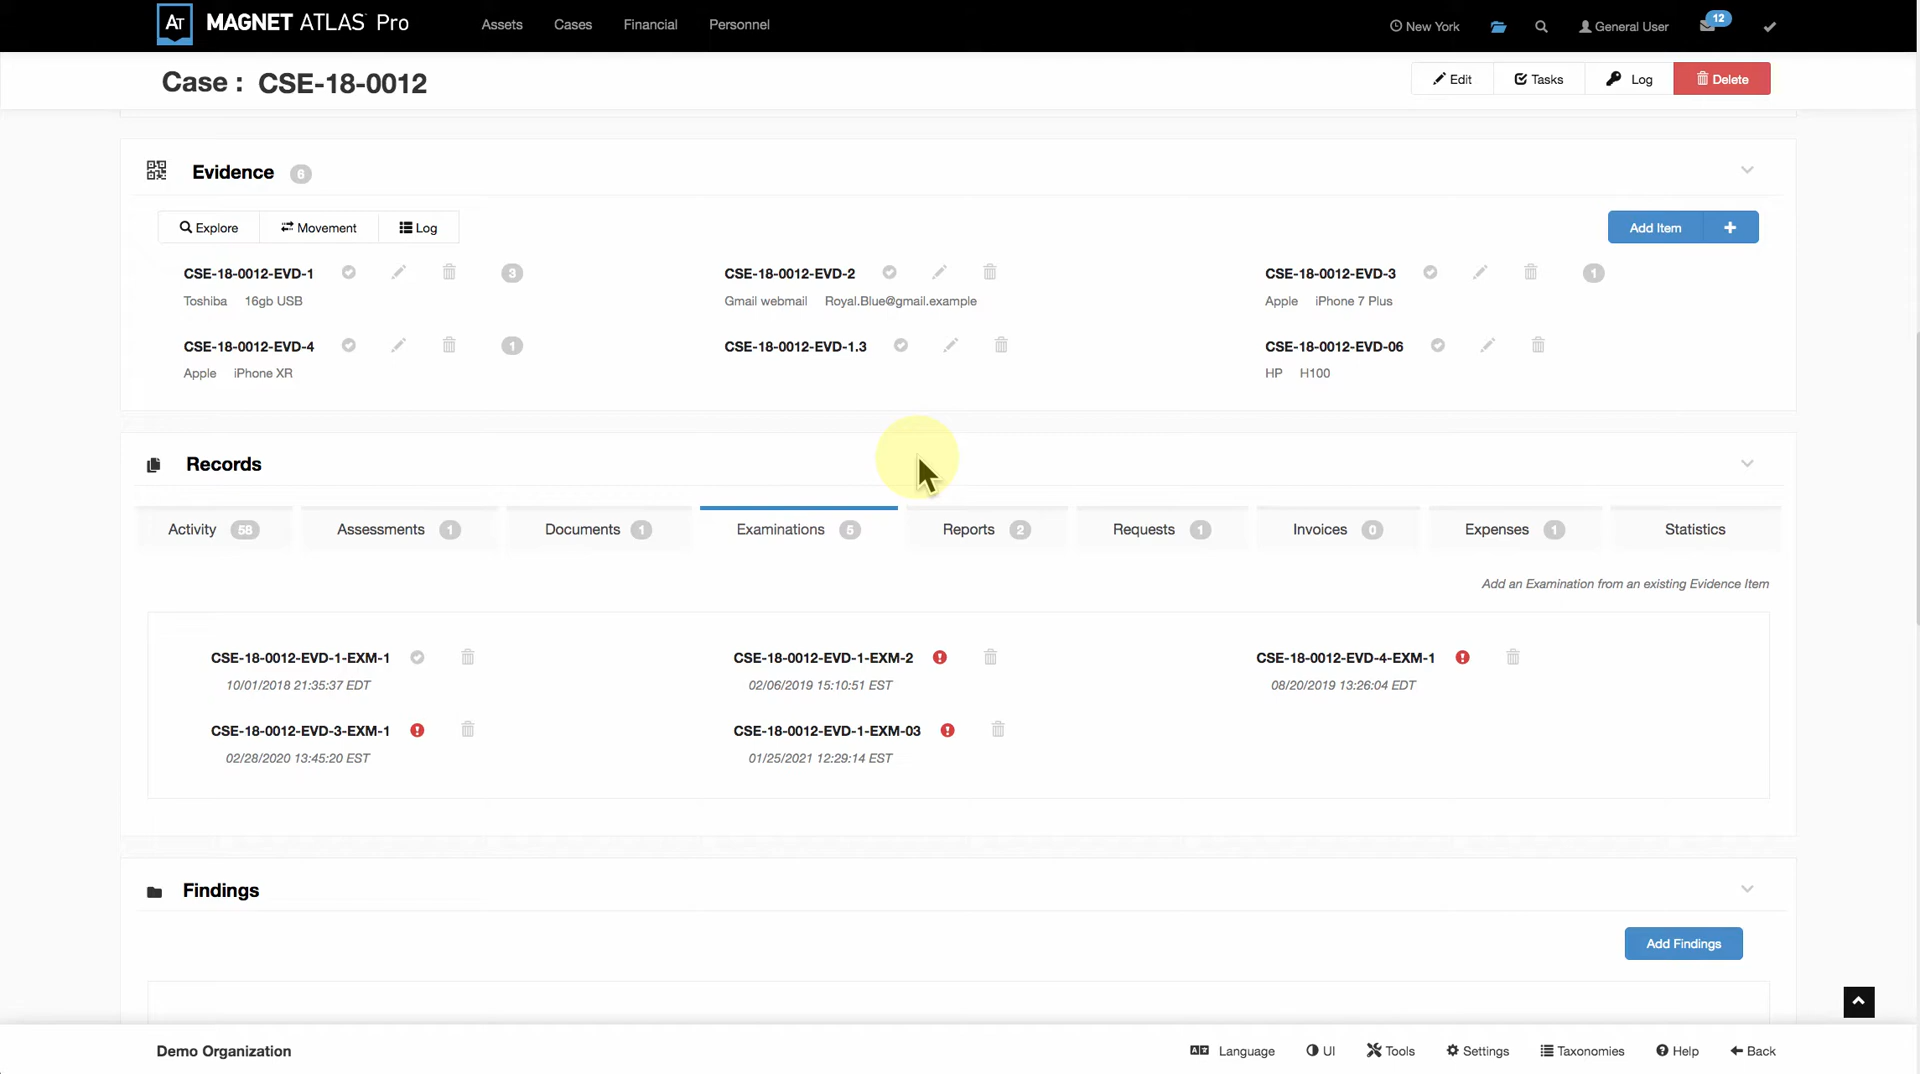 AT MAGNET ATLAS Pro Assets Cases Financial Personnel New York General User 12
Case : CSE-18-0012 Edit Tasks Log Delete
Evidence 6
Explore Movement Log Add Item +
CSE-18-0012-EVD-1 3 CSE-18-0012-EVD-2 CSE-18-0012-EVD-3 1
Toshiba 16gb USB Gmail webmail Royal.Blue@gmail.example Apple iPhone 7 Plus
CSE-18-0012-EVD-4 1 CSE-18-0012-EVD-1.3 CSE-18-0012-EVD-06
Apple iPhone XR HP H100
Records
Activity 58 Assessments 1 Documents 1 Examinations 5 Reports 2 Requests 1 Invoices 0 Expenses 1 Statistics
Add an Examination from an existing Evidence Item
CSE-18-0012-EVD-1-EXM-1 CSE-18-0012-EVD-1-EXM-2 CSE-18-0012-EVD-4-EXM-1
10/01/2018 21:35:37 EDT 02/06/2019 15:10:51 EST 08/20/2019 13:26:04 EDT
CSE-18-0012-EVD-3-EXM-1 CSE-18-0012-EVD-1-EXM-03
02/28/2020 13:45:20 EST 01/25/2021 12:29:14 EST
Findings
Add Findings
Demo Organization Language UI Tools Settings Taxonomies Help Back